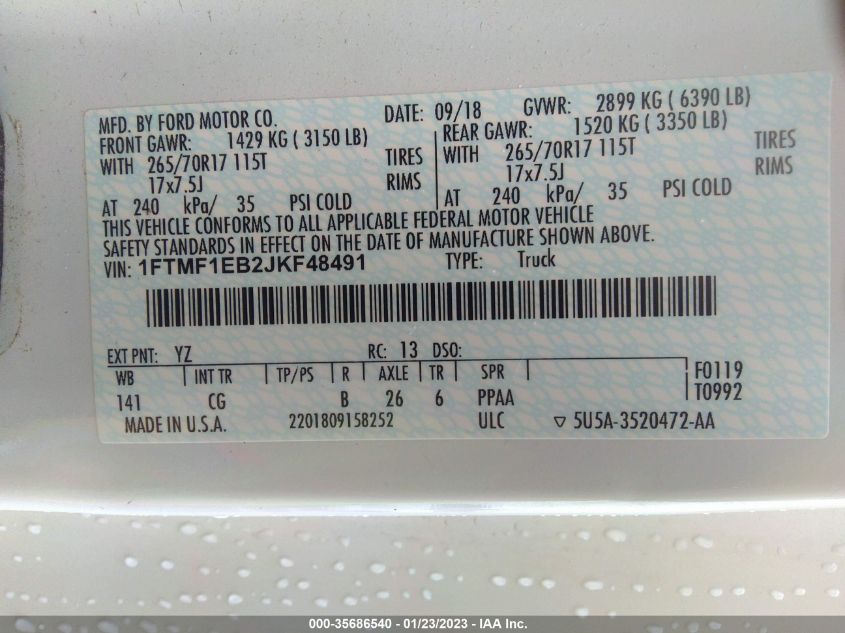 MFD. BY FORD MOTOR CO. DATE: 09/18 GVWR: 2899 KG ( 6390 LB)
FRONT GAWR: 1429 KG ( 3150 LB) REAR GAWR: 1520 KG ( 3350 LB)
WITH 265/70R17 115T TIRES WITH 265/70R17 115T TIRES
17x7.5J RIMS 17x7.5J RIMS
AT 240 kPa/ 35 PSI COLD AT 240 kPa/ 35 PSI COLD
THIS VEHICLE CONFORMS TO ALL APPLICABLE FEDERAL MOTOR VEHICLE
SAFETY STANDARDS IN EFFECT ON THE DATE OF MANUFACTURE SHOWN ABOVE.
VIN: 1FTMF1EB2JKF48491 TYPE: Truck
EXT PNT: YZ RC: 13 DSO:
WB INT TR TP/PS R AXLE TR SPR F0119
141 CG B 26 6 PPAA T0992
MADE IN U.S.A. 2201809158252 ULC ▽ 5U5A-3520472-AA
000-35686540 - 01/23/2023 - IAA Inc.